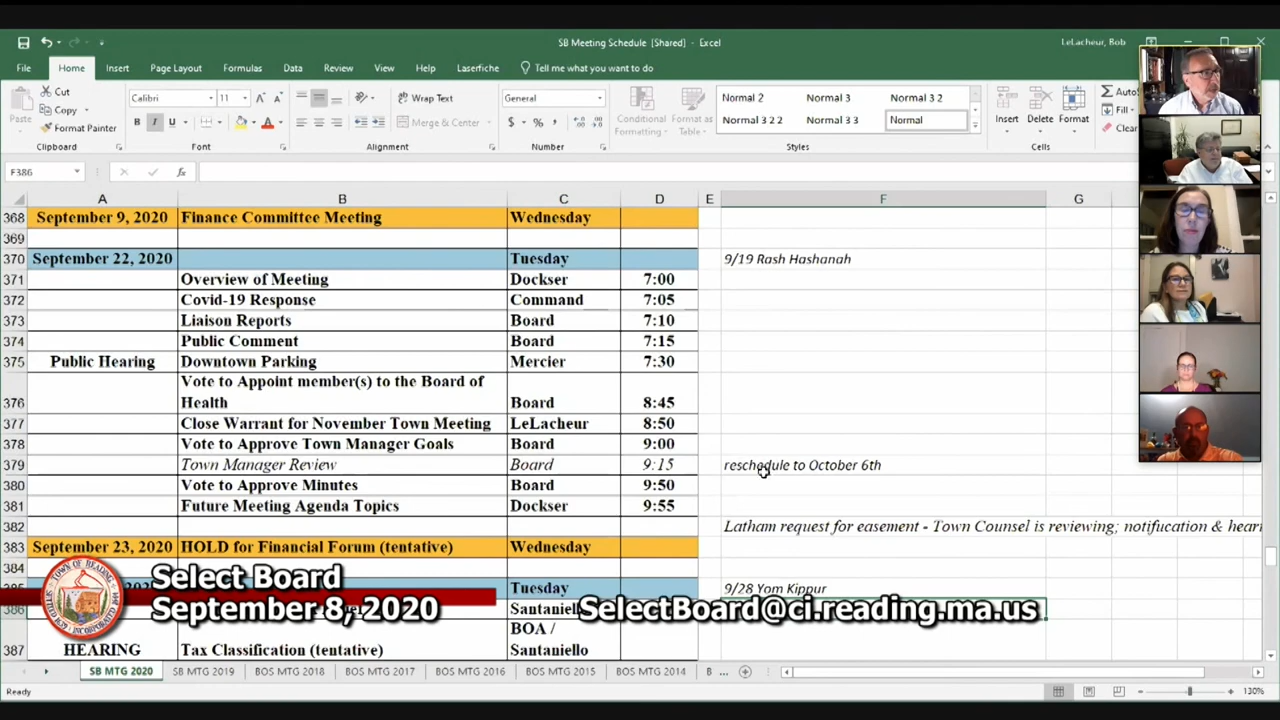 SB Meeting Schedule [Shared] - Excel
LeLacheur, Bob
File Home Insert Page Layout Formulas Data Review View Help Laserfiche Tell me what you want to do
Paste
Cut
Copy
Format Painter
Clipboard
Calibri 11
B I U
Font
Wrap Text
Merge & Center
Alignment
General
$ % ,
Number
Conditional Formatting
Format as Table
Normal 2 Normal 3 Normal 3 2
Normal 3 2 2 Normal 3 3 Normal
Styles
Insert Delete Format
Cells
Fill
Clear
F386
fx
A B C D E F G
368 September 9, 2020 Finance Committee Meeting Wednesday
369
370 September 22, 2020 Tuesday 9/19 Rash Hashanah
371 Overview of Meeting Dockser 7:00
372 Covid-19 Response Command 7:05
373 Liaison Reports Board 7:10
374 Public Comment Board 7:15
375 Public Hearing Downtown Parking Mercier 7:30
376 Vote to Appoint member(s) to the Board of
Health Board 8:45
377 Close Warrant for November Town Meeting LeLacheur 8:50
378 Vote to Approve Town Manager Goals Board 9:00
379 Town Manager Review Board 9:15 reschedule to October 6th
380 Vote to Approve Minutes Board 9:50
381 Future Meeting Agenda Topics Dockser 9:55
382 Latham request for easement - Town Counsel is reviewing; notifucation & heari
383 September 23, 2020 HOLD for Financial Forum (tentative) Wednesday
384
Tuesday 9/28 Yom Kippur
386 Santaniello
387 HEARING Tax Classification (tentative) BOA /
Santaniello
TOWN OF READING
Select Board
September 8, 2020
SelectBoard@ci.reading.ma.us
SB MTG 2020 SB MTG 2019 BOS MTG 2018 BOS MTG 2017 BOS MTG 2016 BOS MTG 2015 BOS MTG 2014 B ...
Ready
130%